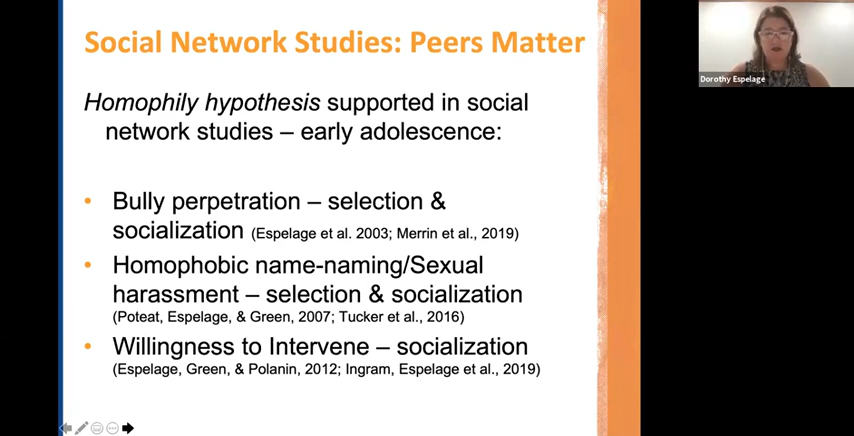 Social Network Studies: Peers Matter
Dorothy Espelage
Homophily hypothesis supported in social
network studies – early adolescence:
• Bully perpetration – selection &
socialization (Espelage et al. 2003; Merrin et al., 2019)
• Homophobic name-naming/Sexual
harassment – selection & socialization
(Poteat, Espelage, & Green, 2007; Tucker et al., 2016)
• Willingness to Intervene – socialization
(Espelage, Green, & Polanin, 2012; Ingram, Espelage et al., 2019)